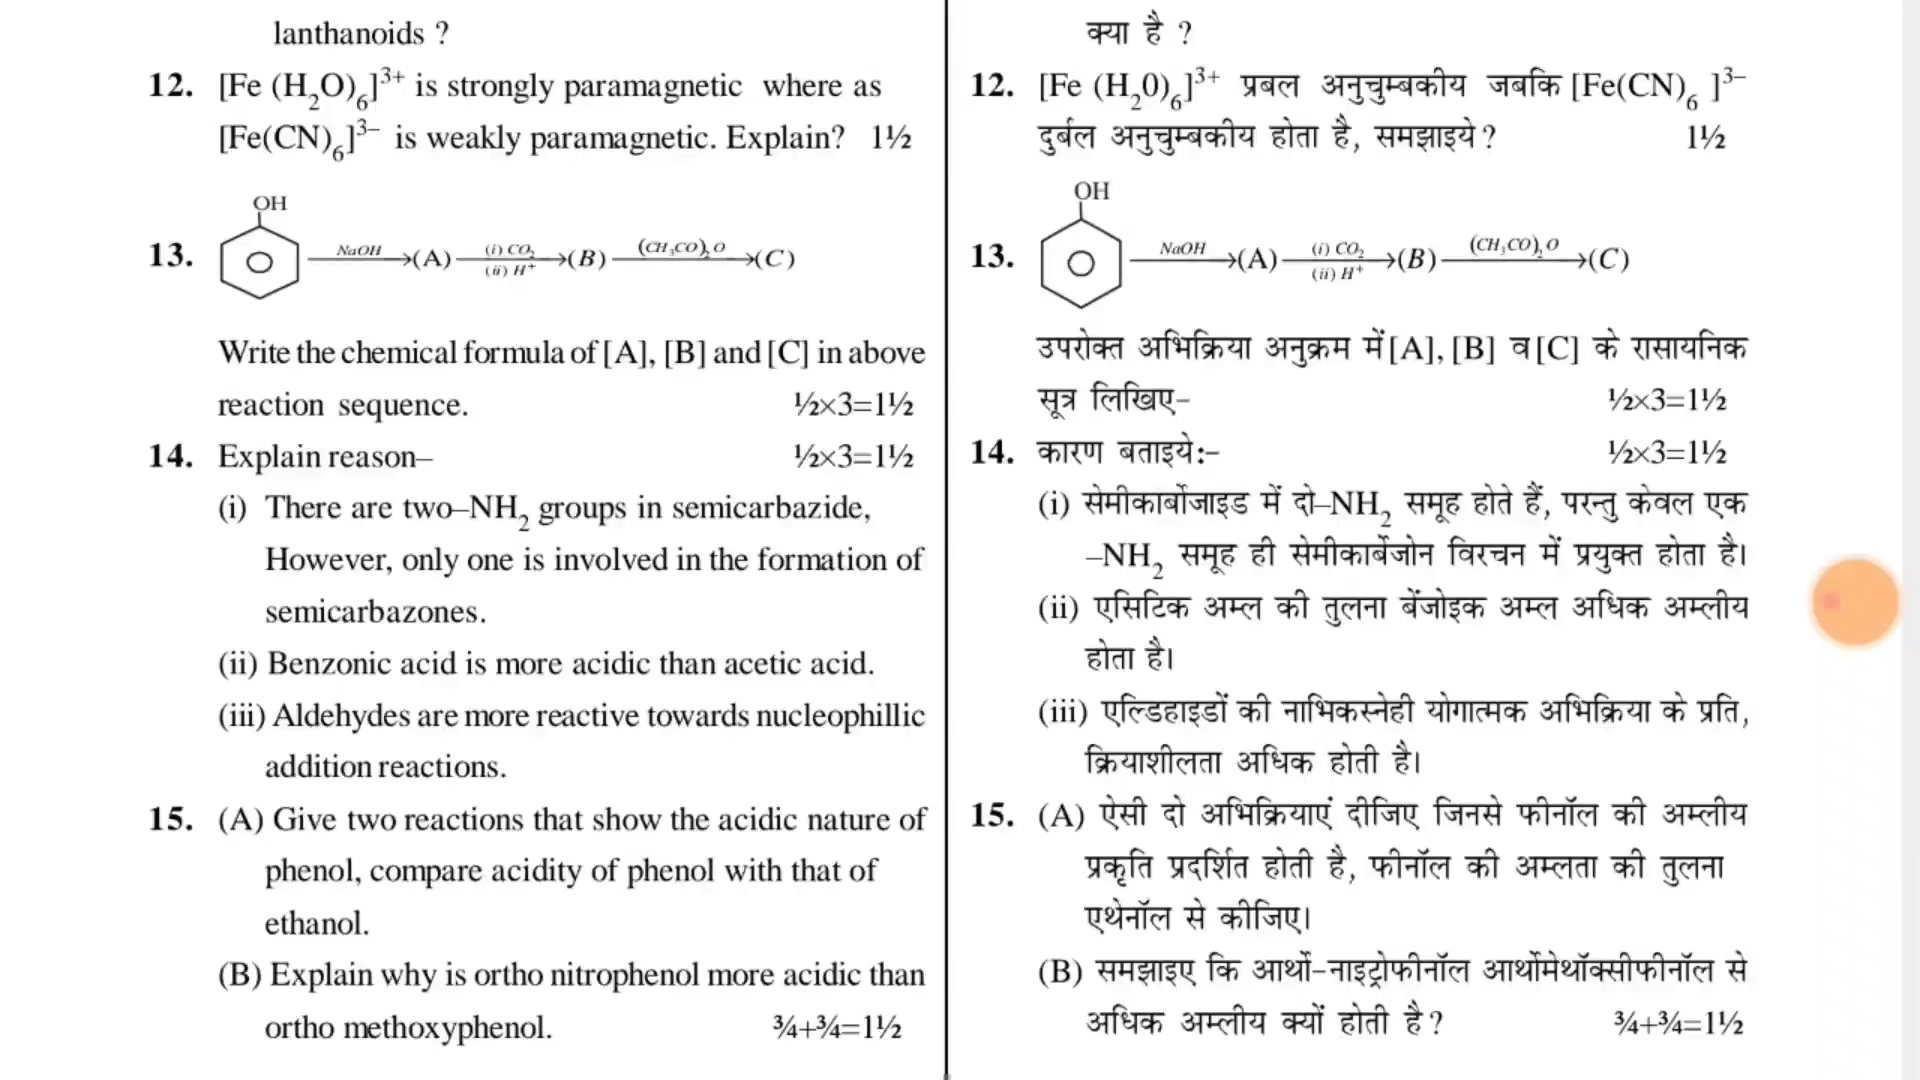 lanthanoids ?
12. [Fe (H₂O)₆]³⁺ is strongly paramagnetic where as
[Fe(CN)₆]³⁻ is weakly paramagnetic. Explain? 1½
OH
13. NaOH (A) (i) CO₂ (ii) H⁺ (B) (CH₃CO)₂O (C)
Write the chemical formula of [A], [B] and [C] in above
reaction sequence. ½×3=1½
14. Explain reason– ½×3=1½
(i) There are two–NH₂ groups in semicarbazide,
However, only one is involved in the formation of
semicarbazones.
(ii) Benzonic acid is more acidic than acetic acid.
(iii) Aldehydes are more reactive towards nucleophillic
addition reactions.
15. (A) Give two reactions that show the acidic nature of
phenol, compare acidity of phenol with that of
ethanol.
(B) Explain why is ortho nitrophenol more acidic than
ortho methoxyphenol. ¾+¾=1½
क्या है ?
12. [Fe (H₂0)₆]³⁺ प्रबल अनुचुम्बकीय जबकि [Fe(CN)₆ ]³⁻
दुर्बल अनुचुम्बकीय होता है, समझाइये ? 1½
OH
13. NaOH (A) (i) CO₂ (ii) H⁺ (B) (CH₃CO)₂O (C)
उपरोक्त अभिक्रिया अनुक्रम में [A], [B] व [C] के रासायनिक
सूत्र लिखिए– ½×3=1½
14. कारण बताइये:– ½×3=1½
(i) सेमीकार्बोजाइड में दो–NH₂ समूह होते हैं, परन्तु केवल एक
–NH₂ समूह ही सेमीकार्बेजोन विरचन में प्रयुक्त होता है।
(ii) एसिटिक अम्ल की तुलना बेंजोइक अम्ल अधिक अम्लीय
होता है।
(iii) एल्डिहाइडों की नाभिकस्नेही योगात्मक अभिक्रिया के प्रति,
क्रियाशीलता अधिक होती है।
15. (A) ऐसी दो अभिक्रियाएं दीजिए जिनसे फीनॉल की अम्लीय
प्रकृति प्रदर्शित होती है, फीनॉल की अम्लता की तुलना
एथेनॉल से कीजिए।
(B) समझाइए कि आर्थो-नाइट्रोफीनॉल आर्थोमेथॉक्सीफीनॉल से
अधिक अम्लीय क्यों होती है ? ¾+¾=1½